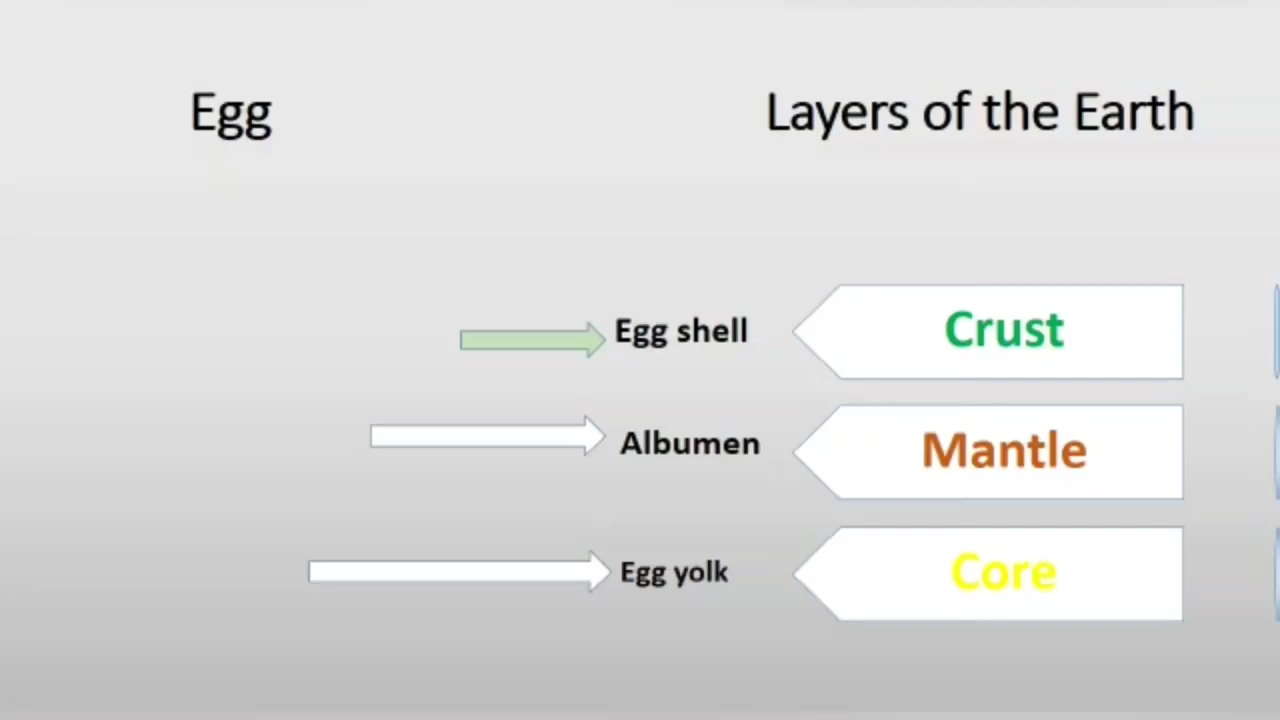 Egg
Layers of the Earth
Egg shell
Crust
Albumen
Mantle
Egg yolk
Core